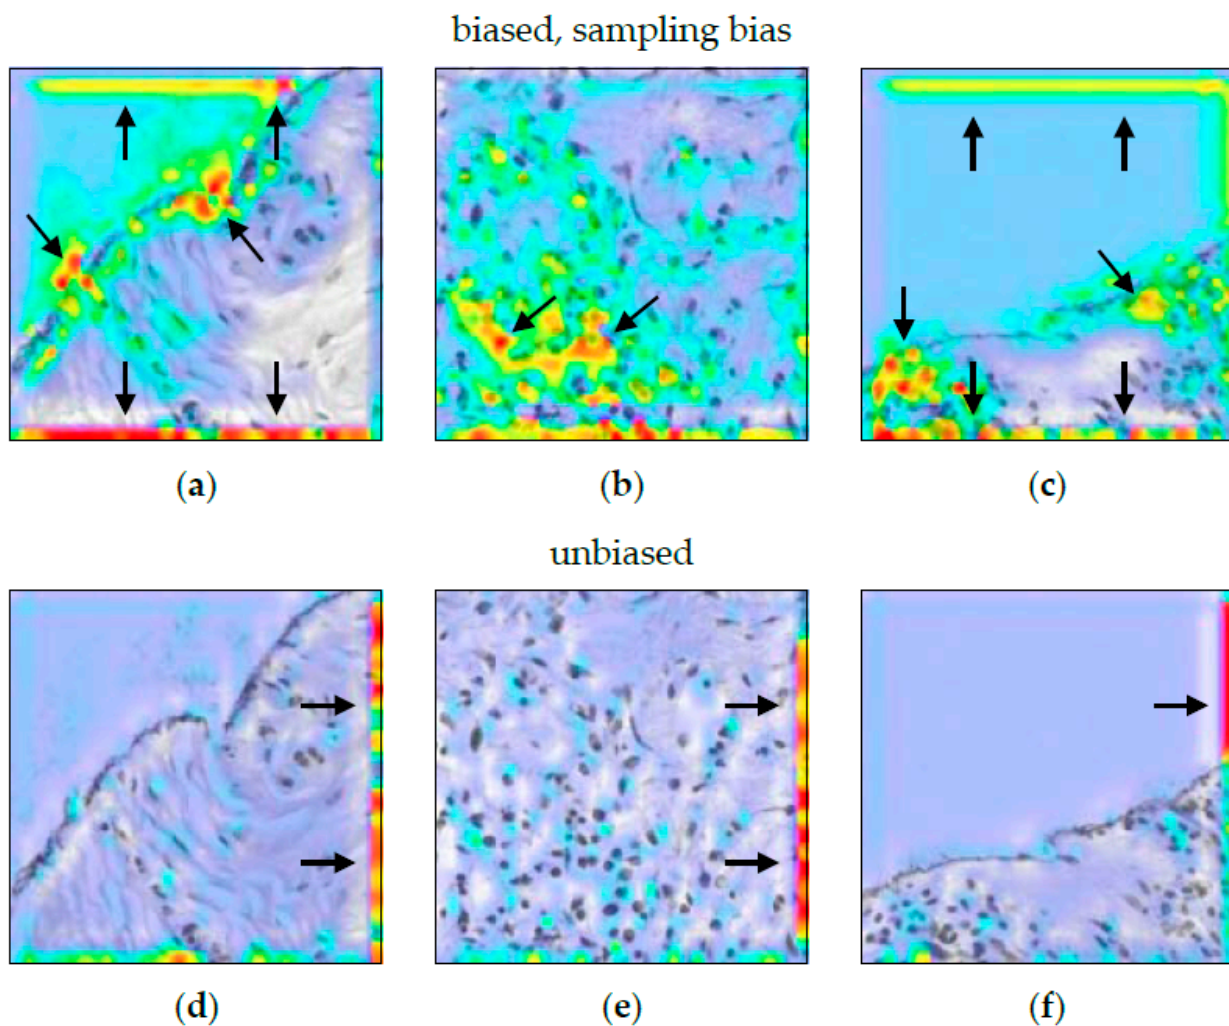 biased, sampling bias
(a) (b) (c)
unbiased
(d) (e) (f)